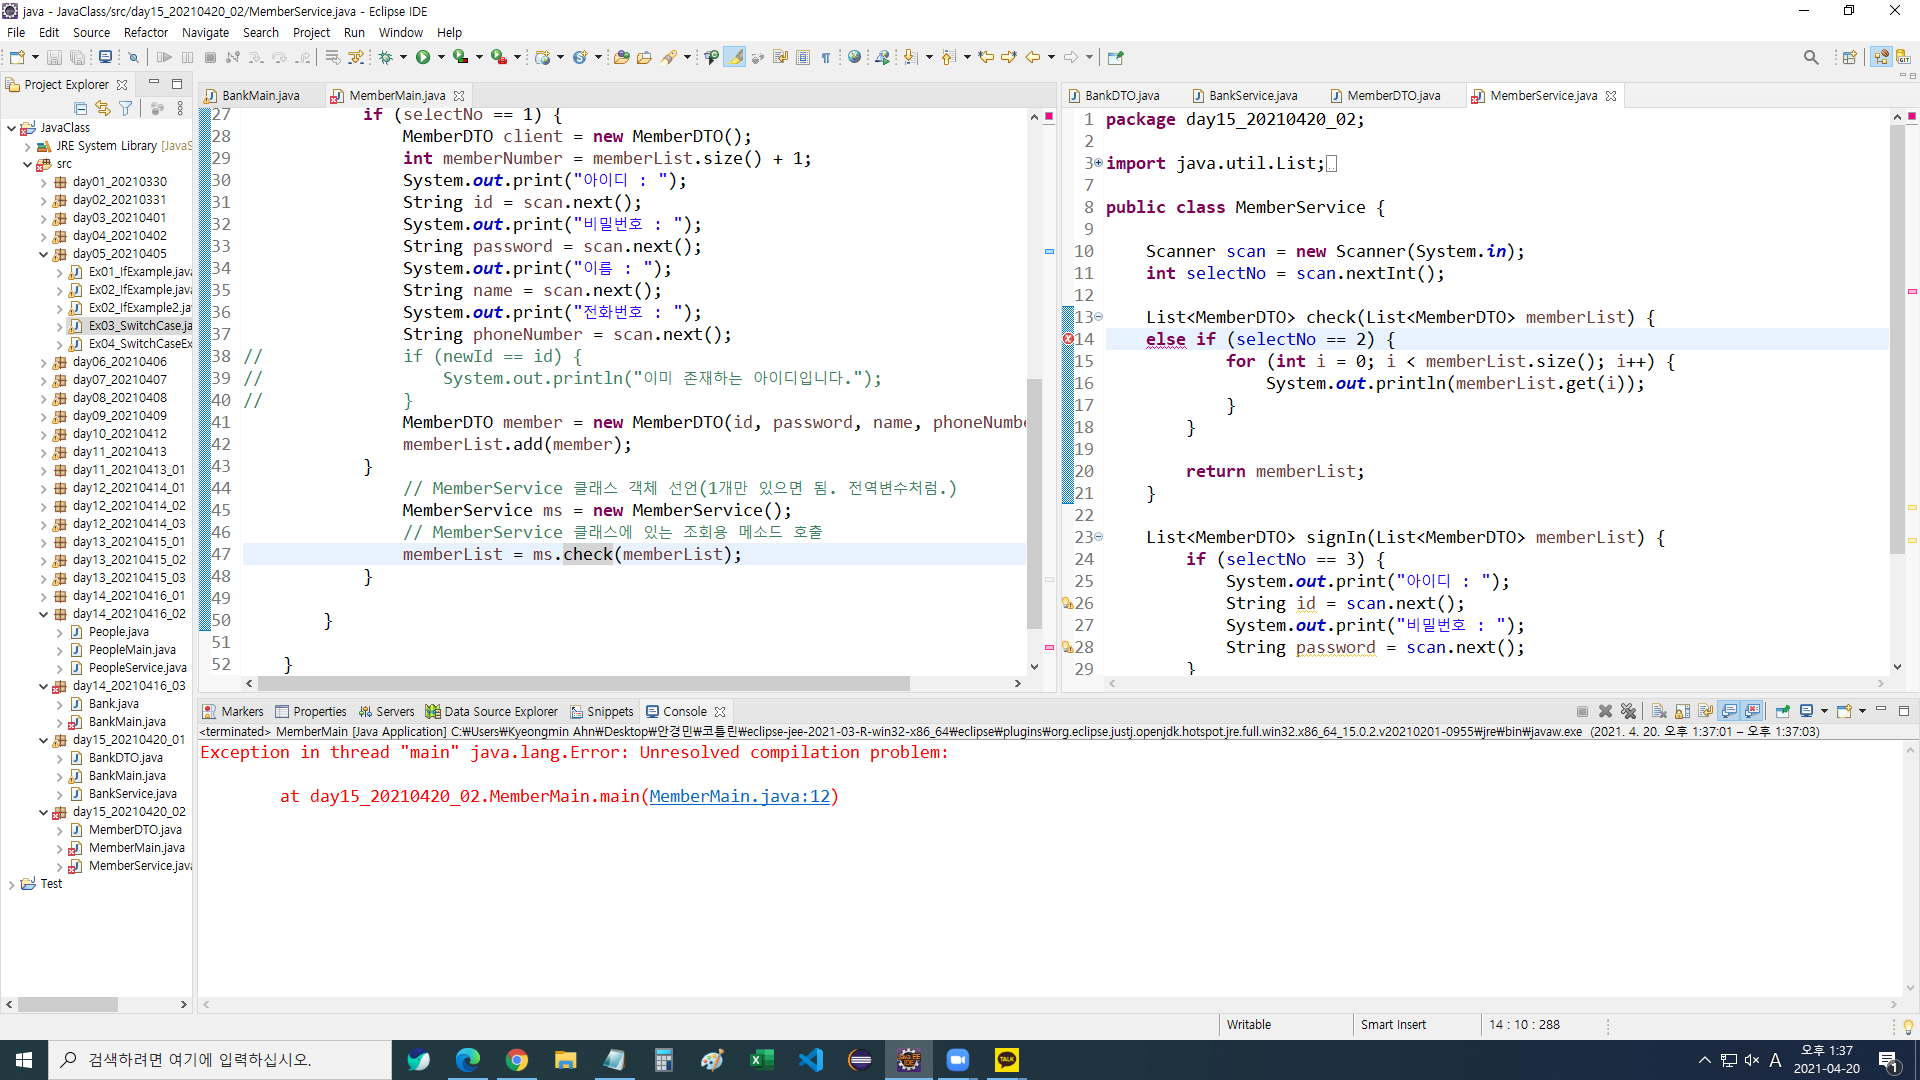 java - JavaClass/src/day15_20210420_02/MemberService.java - Eclipse IDE
File Edit Source Refactor Navigate Search Project Run Window Help
Project Explorer
JavaClass
JRE System Library [JavaS
src
day01_20210330
day02_20210331
day03_20210401
day04_20210402
day05_20210405
Ex01_IfExample.java
Ex02_IfExample.java
Ex02_IfExample2.jav
Ex03_SwitchCase.ja
Ex04_SwitchCaseEx
day06_20210406
day07_20210407
day08_20210408
day09_20210409
day10_20210412
day11_20210413
day11_20210413_01
day12_20210414_01
day12_20210414_02
day12_20210414_03
day13_20210415_01
day13_20210415_02
day13_20210415_03
day14_20210416_01
day14_20210416_02
People.java
PeopleMain.java
PeopleService.java
day14_20210416_03
Bank.java
BankMain.java
day15_20210420_01
BankDTO.java
BankMain.java
BankService.java
day15_20210420_02
MemberDTO.java
MemberMain.java
MemberService.java
Test
BankMain.java MemberMain.java
27 if (selectNo == 1) {
28 MemberDTO client = new MemberDTO();
29 int memberNumber = memberList.size() + 1;
30 System.out.print("아이디 : ");
31 String id = scan.next();
32 System.out.print("비밀번호 : ");
33 String password = scan.next();
34 System.out.print("이름 : ");
35 String name = scan.next();
36 System.out.print("전화번호 : ");
37 String phoneNumber = scan.next();
38 // if (newId == id) {
39 // System.out.println("이미 존재하는 아이디입니다.");
40 // }
41 MemberDTO member = new MemberDTO(id, password, name, phoneNumbe
42 memberList.add(member);
43 }
44 // MemberService 클래스 객체 선언(1개만 있으면 됨. 전역변수처럼.)
45 MemberService ms = new MemberService();
46 // MemberService 클래스에 있는 조회용 메소드 호출
47 memberList = ms.check(memberList);
48 }
49
50 }
51
52 }
BankDTO.java BankService.java MemberDTO.java MemberService.java
1 package day15_20210420_02;
2
3 import java.util.List;
7
8 public class MemberService {
9
10 Scanner scan = new Scanner(System.in);
11 int selectNo = scan.nextInt();
12
13 List<MemberDTO> check(List<MemberDTO> memberList) {
14 else if (selectNo == 2) {
15 for (int i = 0; i < memberList.size(); i++) {
16 System.out.println(memberList.get(i));
17 }
18 }
19
20 return memberList;
21 }
22
23 List<MemberDTO> signIn(List<MemberDTO> memberList) {
24 if (selectNo == 3) {
25 System.out.print("아이디 : ");
26 String id = scan.next();
27 System.out.print("비밀번호 : ");
28 String password = scan.next();
29 }
Markers Properties Servers Data Source Explorer Snippets Console
<terminated> MemberMain [Java Application] C:₩Users₩Kyeongmin Ahn₩Desktop₩안경민₩코틀린₩eclipse-jee-2021-03-R-win32-x86_64₩eclipse₩plugins₩org.eclipse.justj.openjdk.hotspot.jre.full.win32.x86_64_15.0.2.v20210201-0955₩jre₩bin₩javaw.exe (2021. 4. 20. 오후 1:37:01 – 오후 1:37:03)
Exception in thread "main" java.lang.Error: Unresolved compilation problem:
at day15_20210420_02.MemberMain.main(MemberMain.java:12)
Writable Smart Insert 14 : 10 : 288
검색하려면 여기에 입력하십시오.
TALK
A
오후 1:37
2021-04-20
1